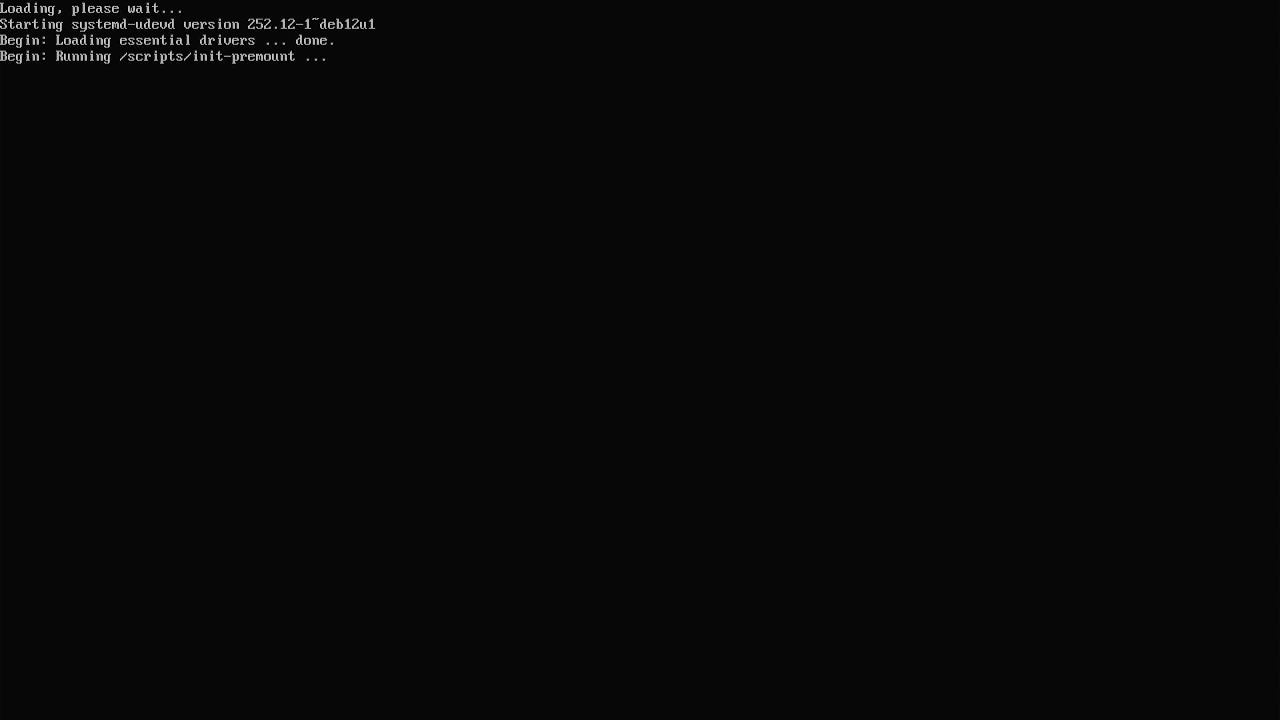 Loading, please wait...
Starting systemd-udevd version 252.12-1~deb12u1
Begin: Loading essential drivers ... done.
Begin: Running /scripts/init-premount ...